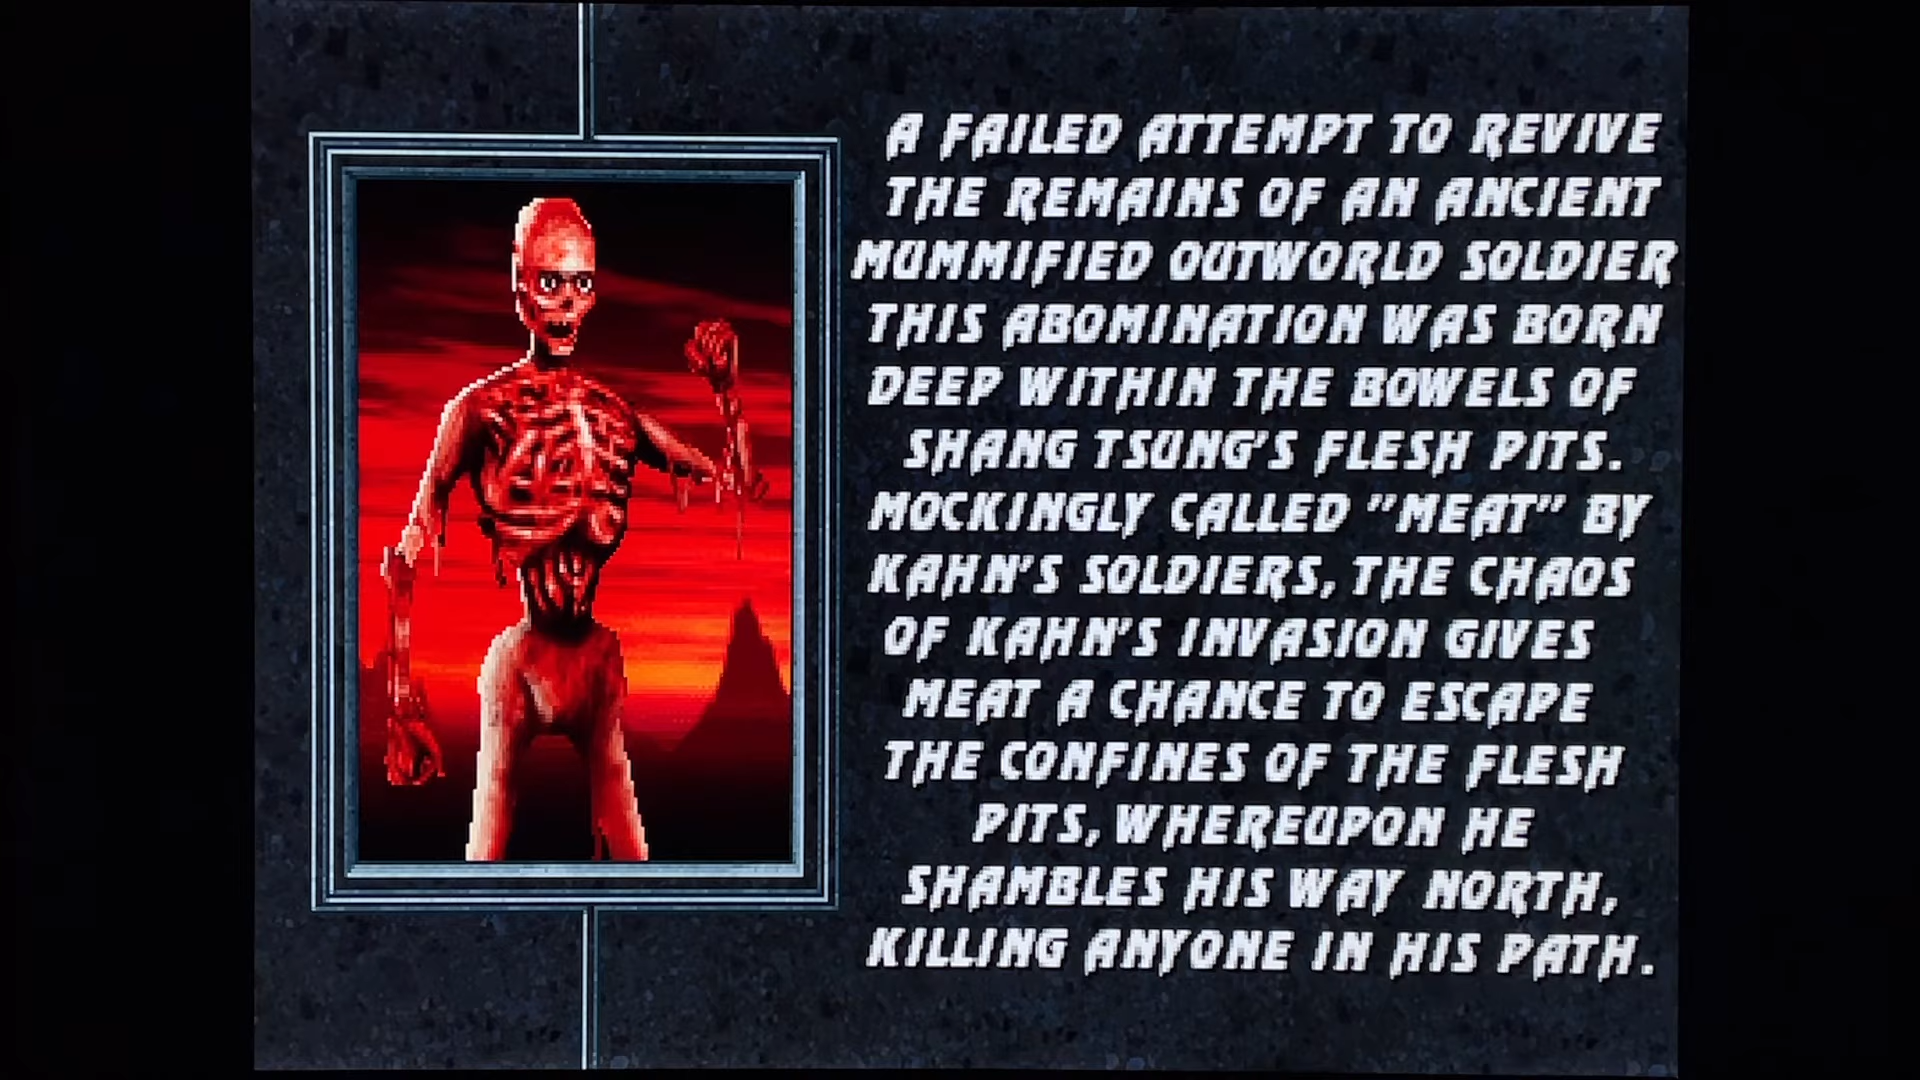 A FAILED ATTEMPT TO REVIVE
THE REMAINS OF AN ANCIENT
MUMMIFIED OUTWORLD SOLDIER
THIS ABOMINATION WAS BORN
DEEP WITHIN THE BOWELS OF
SHANG TSUNG'S FLESH PITS.
MOCKINGLY CALLED "MEAT" BY
KAHN'S SOLDIERS, THE CHAOS
OF KAHN'S INVASION GIVES
MEAT A CHANCE TO ESCAPE
THE CONFINES OF THE FLESH
PITS, WHEREUPON HE
SHAMBLES HIS WAY NORTH,
KILLING ANYONE IN HIS PATH.